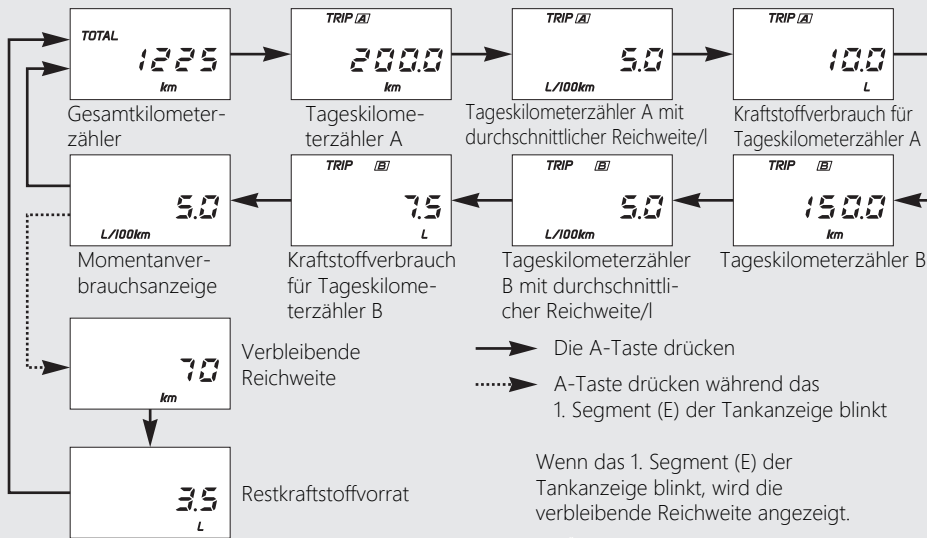 TOTAL
1225
km
Gesamtkilometer-
zähler
TRIP A
200.0
km
Tageskilome-
terzähler A
TRIP A
5.0
L/100km
Tageskilometerzähler A mit
durchschnittlicher Reichweite/l
TRIP A
10.0
L
Kraftstoffverbrauch für
Tageskilometerzähler A
5.0
L/100km
Momentanver-
brauchsanzeige
TRIP B
7.5
L
Kraftstoffverbrauch
für Tageskilome-
terzähler B
TRIP B
5.0
L/100km
Tageskilometerzähler
B mit durchschnittli-
cher Reichweite/l
TRIP B
150.0
km
Tageskilometerzähler B
70
km
Verbleibende
Reichweite
3.5
L
Restkraftstoffvorrat
Die A-Taste drücken
A-Taste drücken während das
1. Segment (E) der Tankanzeige blinkt
Wenn das 1. Segment (E) der
Tankanzeige blinkt, wird die
verbleibende Reichweite angezeigt.